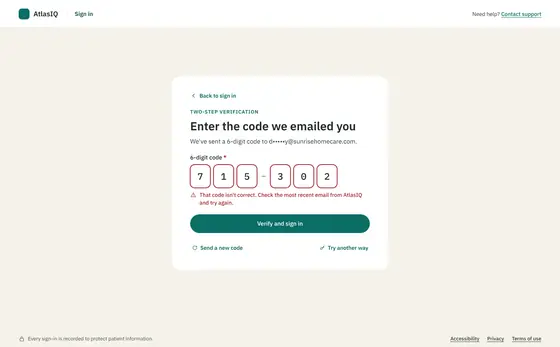 AtlasIQ Sign in
Need help? Contact support
Back to sign in
TWO-STEP VERIFICATION
Enter the code we emailed you
We've sent a 6-digit code to d•••••y@sunrisehomecare.com.
6-digit code *
7 1 5 – 3 0 2
That code isn't correct. Check the most recent email from AtlasIQ
and try again.
Verify and sign in
Send a new code
Try another way
Every sign-in is recorded to protect patient information.
Accessibility Privacy Terms of use